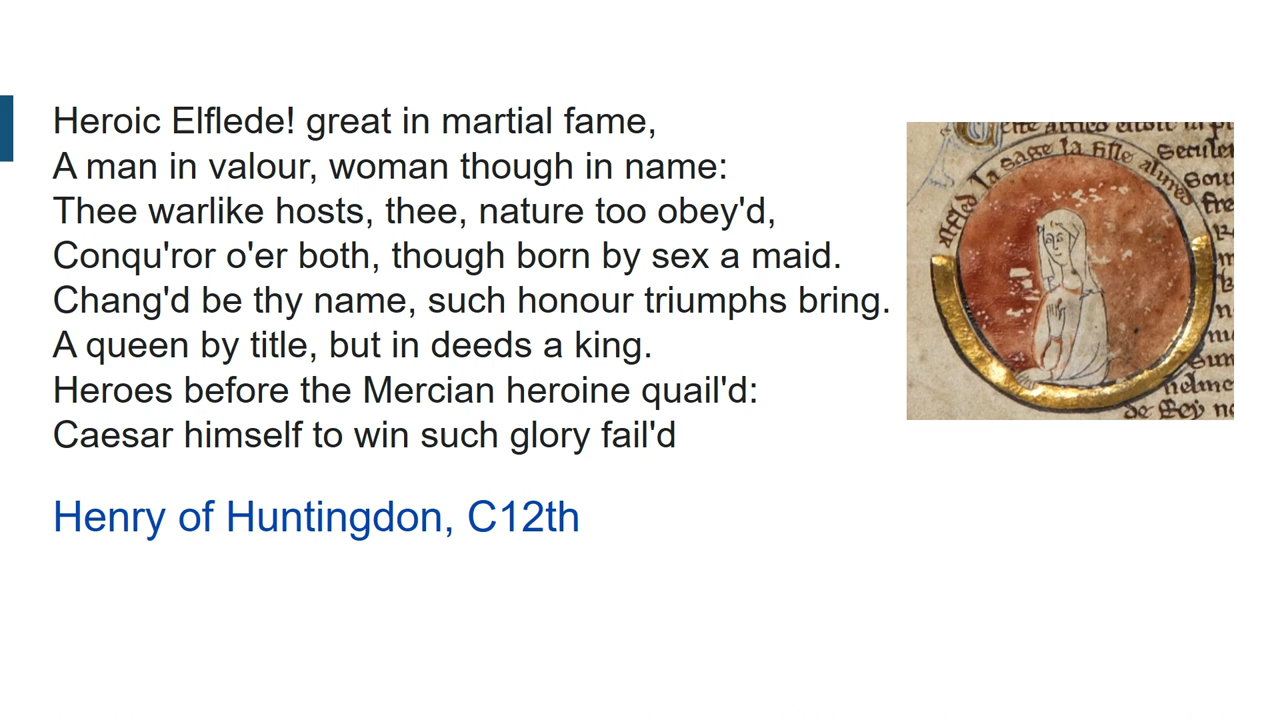 Heroic Elflede! great in martial fame,
A man in valour, woman though in name:
Thee warlike hosts, thee, nature too obey'd,
Conqu'ror o'er both, though born by sex a maid.
Chang'd be thy name, such honour triumphs bring.
A queen by title, but in deeds a king.
Heroes before the Mercian heroine quail'd:
Caesar himself to win such glory fail'd
Henry of Huntingdon, C12th
la sage la fille
de Rey